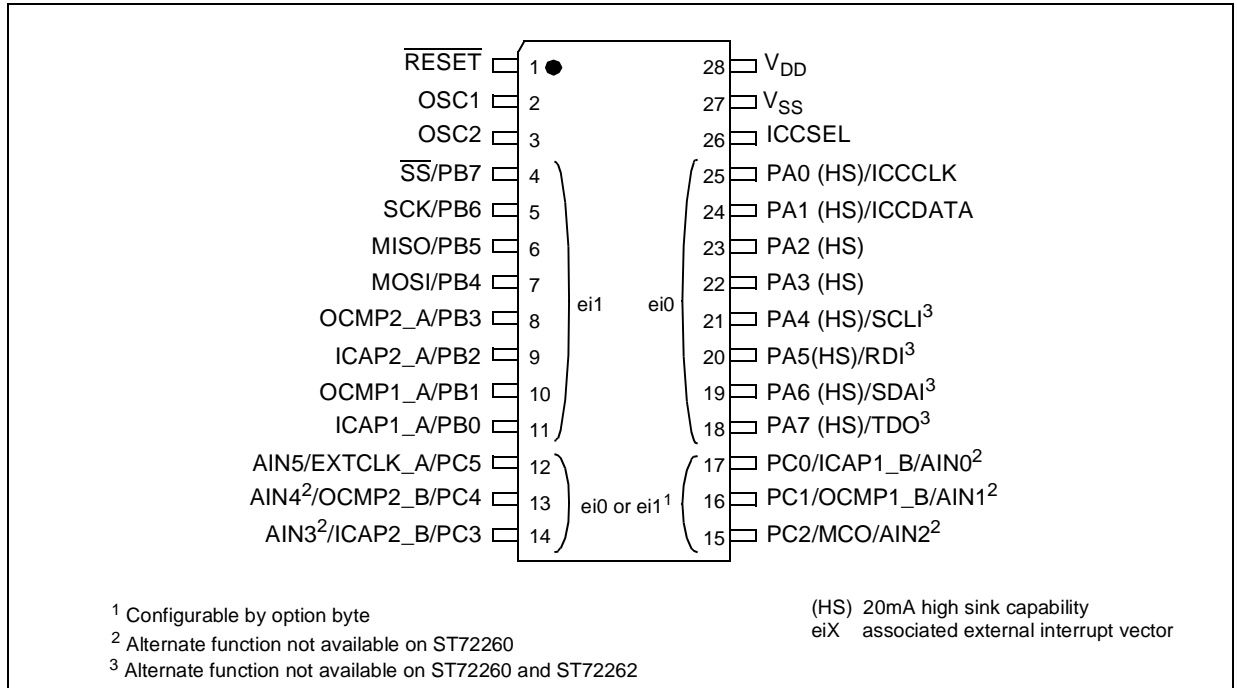 RESET 1 28 VDD
OSC1 2 27 VSS
OSC2 3 26 ICCSEL
SS/PB7 4 25 PA0 (HS)/ICCCLK
SCK/PB6 5 24 PA1 (HS)/ICCDATA
MISO/PB5 6 23 PA2 (HS)
MOSI/PB4 7 22 PA3 (HS)
ei1 ei0
OCMP2_A/PB3 8 21 PA4 (HS)/SCLI³
ICAP2_A/PB2 9 20 PA5(HS)/RDI³
OCMP1_A/PB1 10 19 PA6 (HS)/SDAI³
ICAP1_A/PB0 11 18 PA7 (HS)/TDO³
AIN5/EXTCLK_A/PC5 12 17 PC0/ICAP1_B/AIN0²
AIN4²/OCMP2_B/PC4 13 ei0 or ei1¹ 16 PC1/OCMP1_B/AIN1²
AIN3²/ICAP2_B/PC3 14 15 PC2/MCO/AIN2²
¹ Configurable by option byte
² Alternate function not available on ST72260
³ Alternate function not available on ST72260 and ST72262
(HS) 20mA high sink capability
eiX associated external interrupt vector